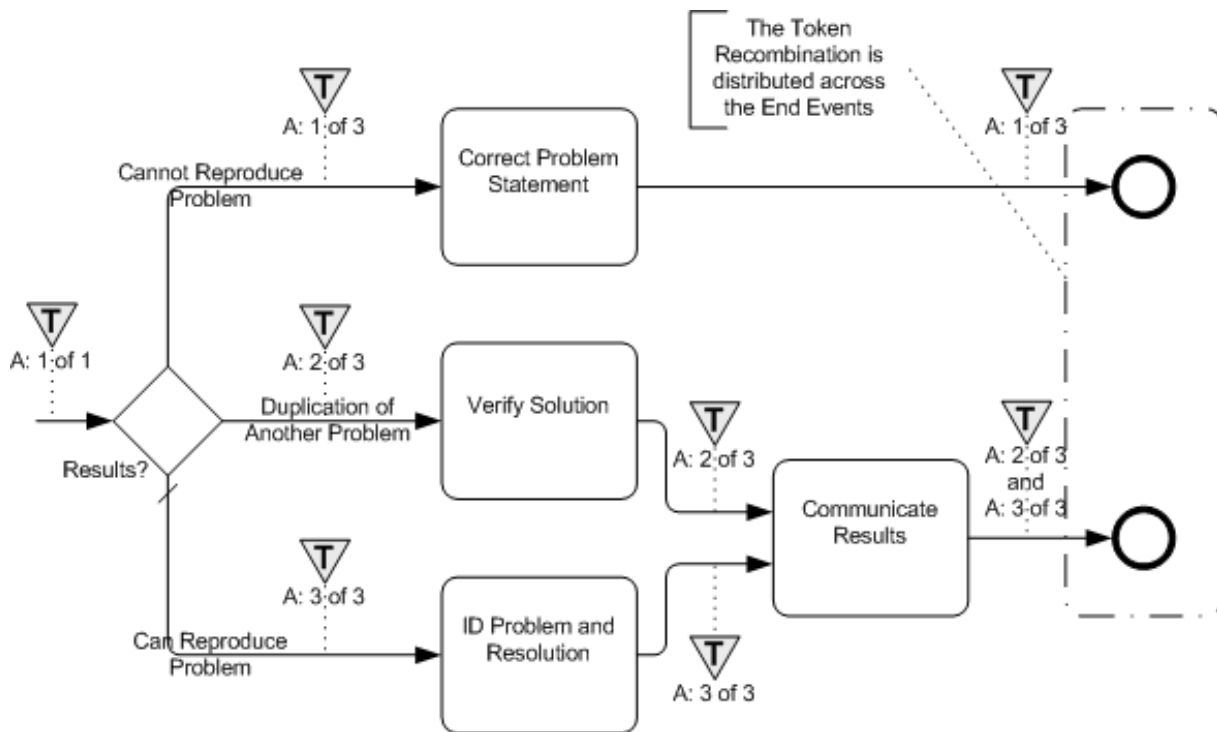 The Token
Recombination is
distributed across
the End Events
T
A: 1 of 3
T
A: 1 of 3
Cannot Reproduce
Problem
Correct Problem
Statement
T
A: 1 of 1
T
A: 2 of 3
Duplication of
Another Problem
Results?
Verify Solution
T
A: 2 of 3
T
A: 2 of 3
and
A: 3 of 3
Communicate
Results
T
A: 3 of 3
Can Reproduce
Problem
ID Problem and
Resolution
T
A: 3 of 3